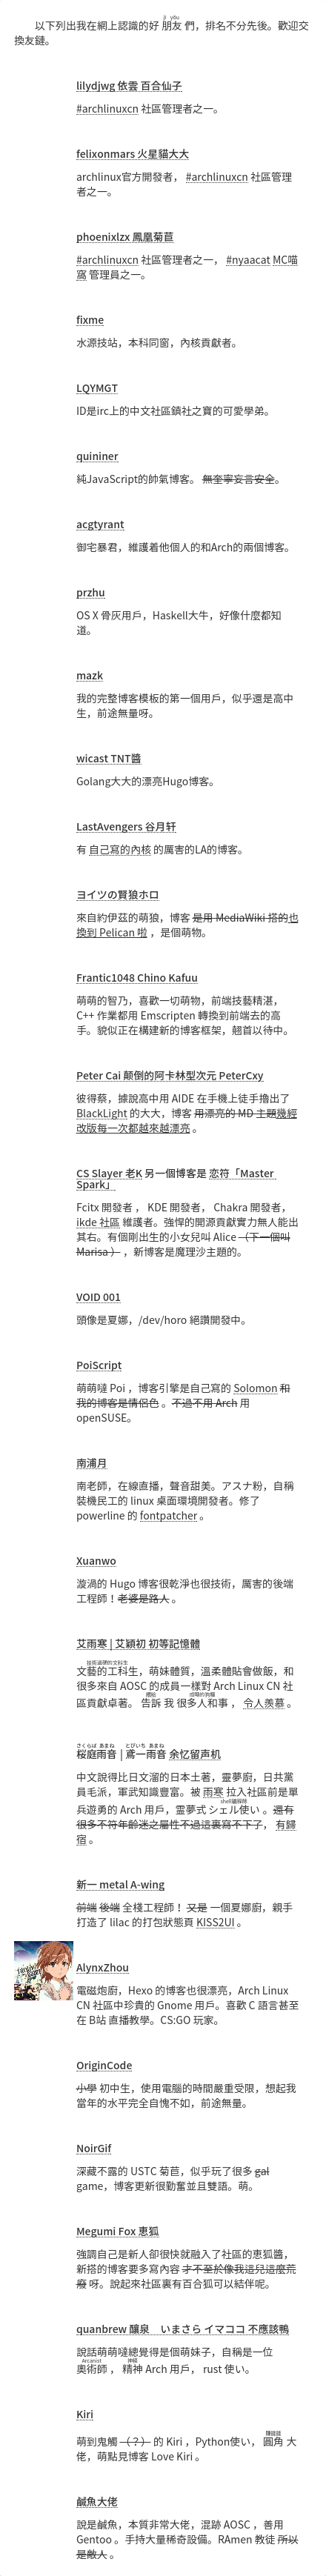 以下列出我在網上認識的好 朋友 們，排名不分先後。歡迎交
換友鏈。
lilydjwg 依雲 百合仙子
#archlinuxcn 社區管理者之一。
felixonmars 火星貓大大
archlinux官方開發者， #archlinuxcn 社區管理
者之一。
phoenixlzx 鳳凰菊苣
#archlinuxcn 社區管理者之一， #nyaacat MC喵
窩 管理員之一。
fixme
水源技站，本科同窗，內核貢獻者。
LQYMGT
ID是irc上的中文社區鎮社之寶的可愛學弟。
quininer
純JavaScript的帥氣博客。 無奎寧妄言安全。
acgtyrant
御宅暴君，維護着他個人的和Arch的兩個博客。
przhu
OS X 骨灰用戶，Haskell大牛，好像什麼都知
道。
mazk
我的完整博客模板的第一個用戶，似乎還是高中
生，前途無量呀。
wicast TNT醬
Golang大大的漂亮Hugo博客。
LastAvengers 谷月轩
有 自己寫的內核 的厲害的LA的博客。
ヨイツの賢狼ホロ
來自約伊茲的萌狼，博客 是用 MediaWiki 搭的也
換到 Pelican 啦 ，是個萌物。
Frantic1048 Chino Kafuu
萌萌的智乃，喜歡一切萌物，前端技藝精湛，
C++ 作業都用 Emscripten 轉換到前端去的高
手。貌似正在構建新的博客框架，翹首以待中。
Peter Cai 颠倒的阿卡林型次元 PeterCxy
彼得蔡，據說高中用 AIDE 在手機上徒手擼出了
BlackLight 的大大，博客 用漂亮的 MD 主題幾經
改版每一次都越來越漂亮 。
CS Slayer 老K 另一個博客是 恋符「Master
Spark」
Fcitx 開發者 ， KDE 開發者， Chakra 開發者，
ikde 社區 維護者。強悍的開源貢獻實力無人能出
其右。有個剛出生的小女兒叫 Alice （下一個叫
Marisa ） ，新博客是魔理沙主題的。
VOID 001
頭像是夏娜，/dev/horo 絕讚開發中。
PoiScript
萌萌噠 Poi ，博客引擎是自己寫的 Solomon 和
我的博客是情侶色 。不過不用 Arch 用
openSUSE。
南浦月
南老師，在線直播，聲音甜美。アスナ粉，自稱
裝機民工的 linux 桌面環境開發者。修了
powerline 的 fontpatcher 。
Xuanwo
漩渦的 Hugo 博客很乾淨也很技術，厲害的後端
工程師！老婆是路人 。
艾雨寒 | 艾穎初 初等記憶體
文藝的工科生，萌妹體質，溫柔體貼會做飯，和
很多來自 AOSC 的成員一樣對 Arch Linux CN 社
區貢獻卓著。 告訴 我 很多人和事 ， 令人羨慕 。
桜庭雨音 | 鳶一雨音 余忆留声机
中文說得比日文溜的日本土著，靈夢廚，日共黨
員毛派，軍武知識豐富。被 雨寒 拉入社區前是單
兵遊勇的 Arch 用戶，靈夢式 シェル使い 。還有
很多不符年齡迷之屬性不過這裏寫不下了， 有歸
宿 。
新一 metal A-wing
前端 後端 全棧工程師！ 又是 一個夏娜廚，親手
打造了 lilac 的打包狀態頁 KISS2UI 。
AlynxZhou
電磁炮廚，Hexo 的博客也很漂亮，Arch Linux
CN 社區中珍貴的 Gnome 用戶。喜歡 C 語言甚至
在 B站 直播教學。CS:GO 玩家。
OriginCode
小學 初中生，使用電腦的時間嚴重受限，想起我
當年的水平完全自愧不如，前途無量。
NoirGif
深藏不露的 USTC 菊苣，似乎玩了很多 gal
game，博客更新很勤奮並且雙語。萌。
Megumi Fox 恵狐
強調自己是新人卻很快就融入了社區的恵狐醬，
新搭的博客要多寫內容 才不至於像我這兒這麼荒
廢 呀。說起來社區裏有百合狐可以結伴呢。
quanbrew 釀泉　いまさら イマココ 不應該鴨
說話萌萌噠總覺得是個萌妹子，自稱是一位
奧術師 ， 精神 Arch 用戶， rust 使い。
Kiri
萌到鬼觸 （？） 的 Kiri ，Python使い， 圓角 大
佬，萌點見博客 Love Kiri 。
鹹魚大佬
說是鹹魚，本質非常大佬，混跡 AOSC ，善用
Gentoo 。手持大量稀奇設備。RAmen 教徒 所以
是敵人 。